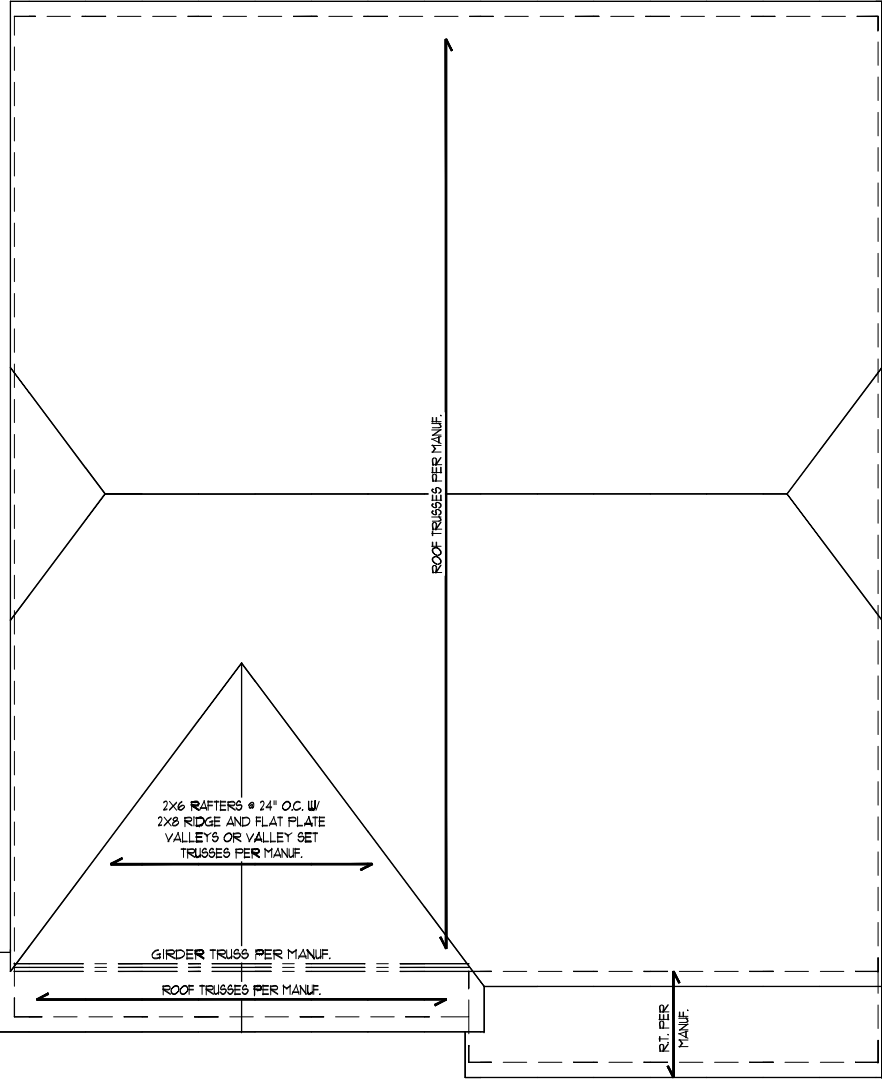 ROOF TRUSSES PER MANUF.
2X6 RAFTERS @ 24" O.C. W/
2X8 RIDGE AND FLAT PLATE
VALLEYS OR VALLEY SET
TRUSSES PER MANUF.
GIRDER TRUSS PER MANUF.
ROOF TRUSSES PER MANUF.
R.T. PER
MANUF.